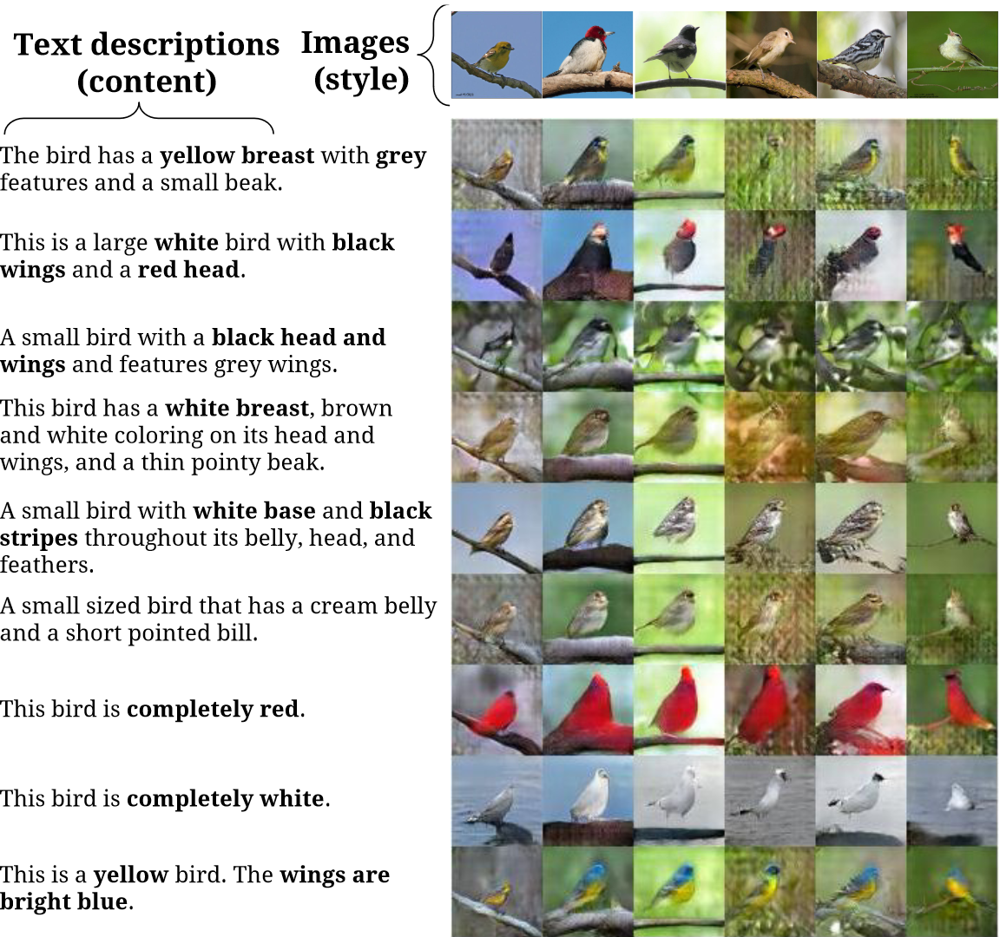 Text descriptions
(content)
Images
(style)
The bird has a yellow breast with grey
features and a small beak.
This is a large white bird with black
wings and a red head.
A small bird with a black head and
wings and features grey wings.
This bird has a white breast, brown
and white coloring on its head and
wings, and a thin pointy beak.
A small bird with white base and black
stripes throughout its belly, head, and
feathers.
A small sized bird that has a cream belly
and a short pointed bill.
This bird is completely red.
This bird is completely white.
This is a yellow bird. The wings are
bright blue.